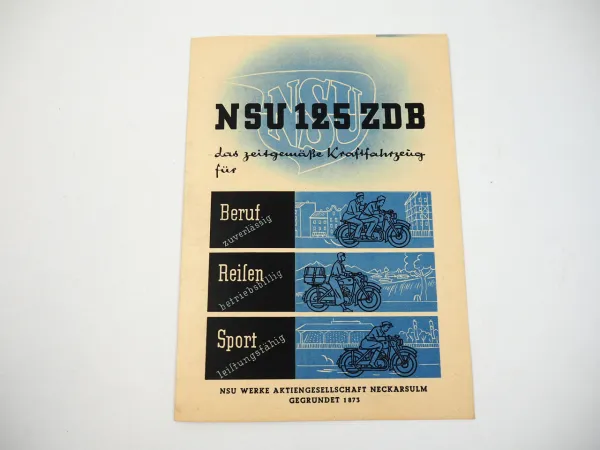 NSU
NSU 125 ZDB
das zeitgemäße Kraftfahrzeug
für
Beruf
zuverlässig
Reisen
betriebsbillig
Sport
leistungsfähig
NSU WERKE AKTIENGESELLSCHAFT NECKARSULM
GEGRÜNDET 1873